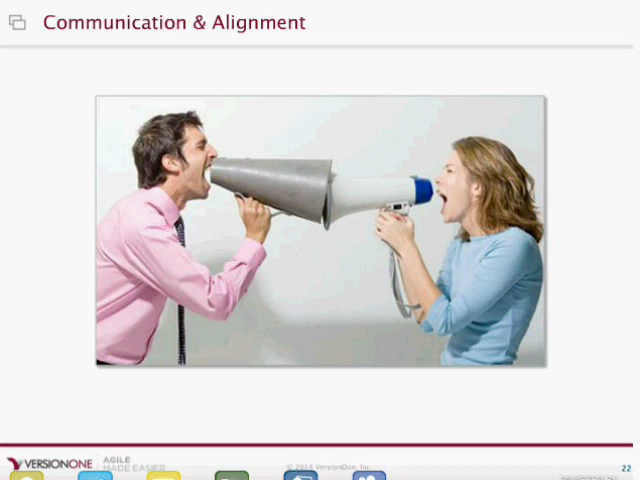 Communication & Alignment
VERSIONONE
AGILE
MADE EASIER
© 2014 VersionOne, Inc.
22